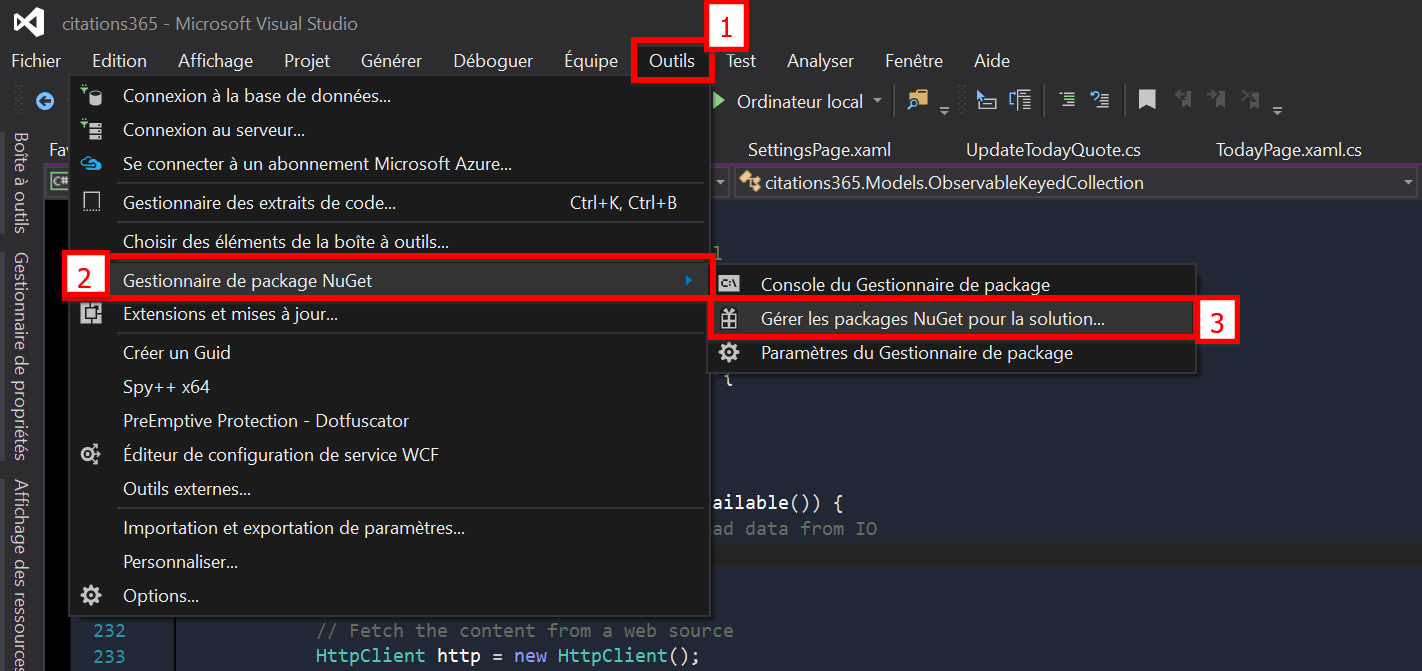 citations365 - Microsoft Visual Studio
1
Fichier Edition Affichage Projet Générer Déboguer Équipe Outils Test Analyser Fenêtre Aide
Ordinateur local
Boîte à outils
Gestionnaire de propriétés
Affichage des ressources
SettingsPage.xaml UpdateTodayQuote.cs TodayPage.xaml.cs
C#
citations365.Models.ObservableKeyedCollection
Connexion à la base de données...
Connexion au serveur...
Se connecter à un abonnement Microsoft Azure...
Gestionnaire des extraits de code... Ctrl+K, Ctrl+B
Choisir des éléments de la boîte à outils...
2
Gestionnaire de package NuGet
Extensions et mises à jour...
Créer un Guid
Spy++ x64
PreEmptive Protection - Dotfuscator
Éditeur de configuration de service WCF
Outils externes...
Importation et exportation de paramètres...
Personnaliser...
Options...
C:\
Console du Gestionnaire de package
Gérer les packages NuGet pour la solution...
3
Paramètres du Gestionnaire de package
{
ailable()) {
ad data from IO
232 // Fetch the content from a web source
233 HttpClient http = new HttpClient();